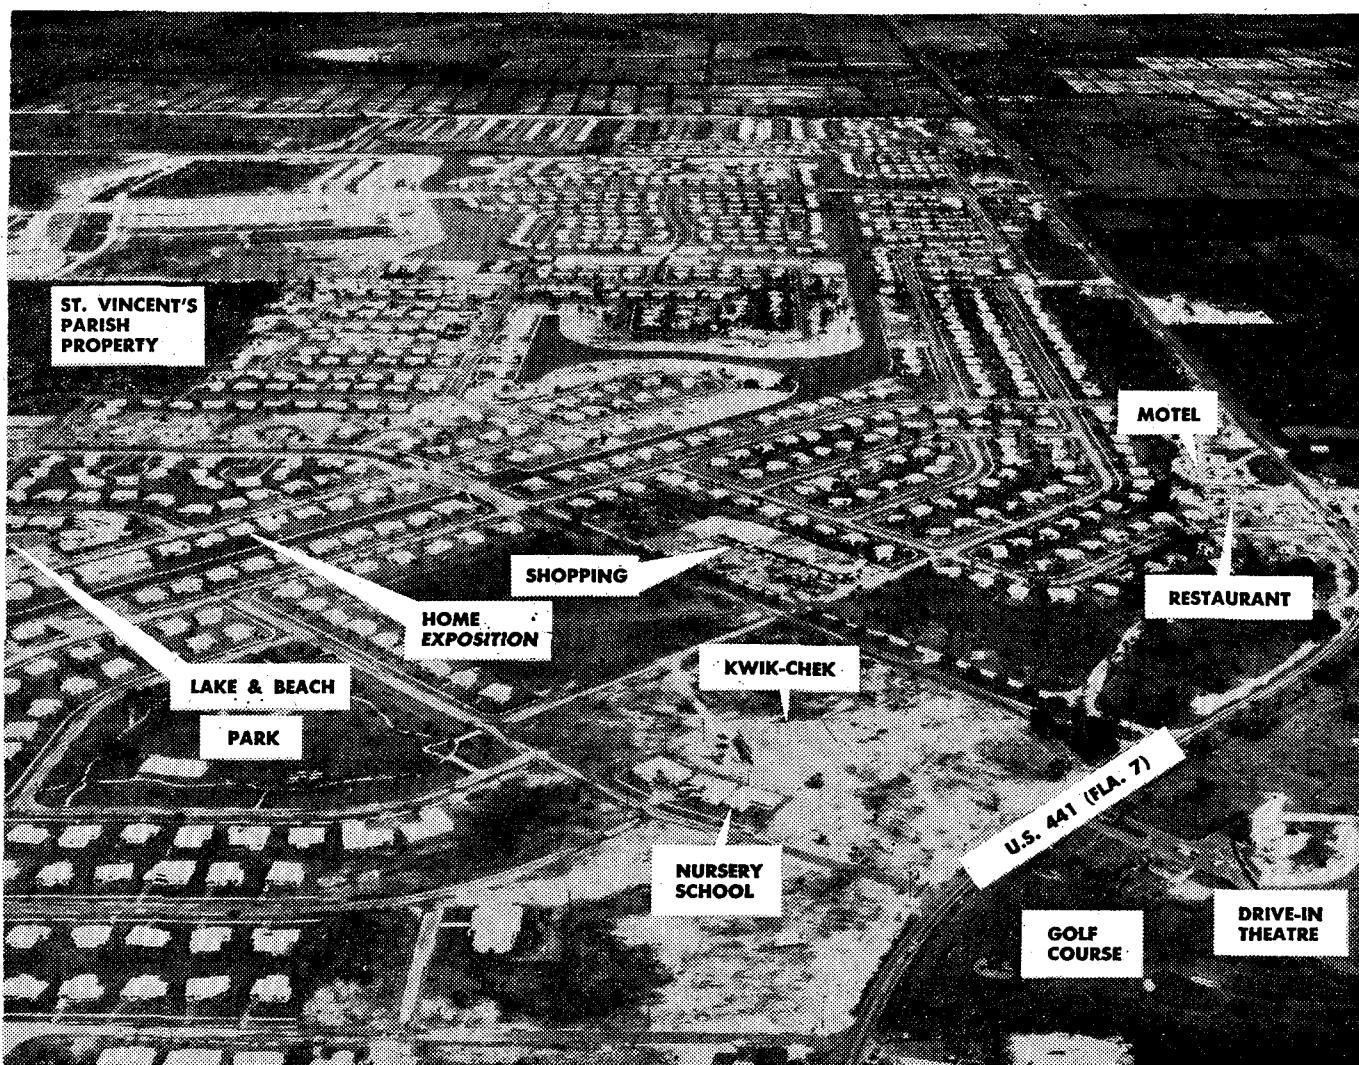 ST. VINCENT'S
PARISH
PROPERTY
MOTEL
SHOPPING
RESTAURANT
HOME
EXPOSITION
KWIK-CHEK
LAKE & BEACH
PARK
U.S. 441 (FLA. 7)
NURSERY
SCHOOL
DRIVE-IN
THEATRE
GOLF
COURSE